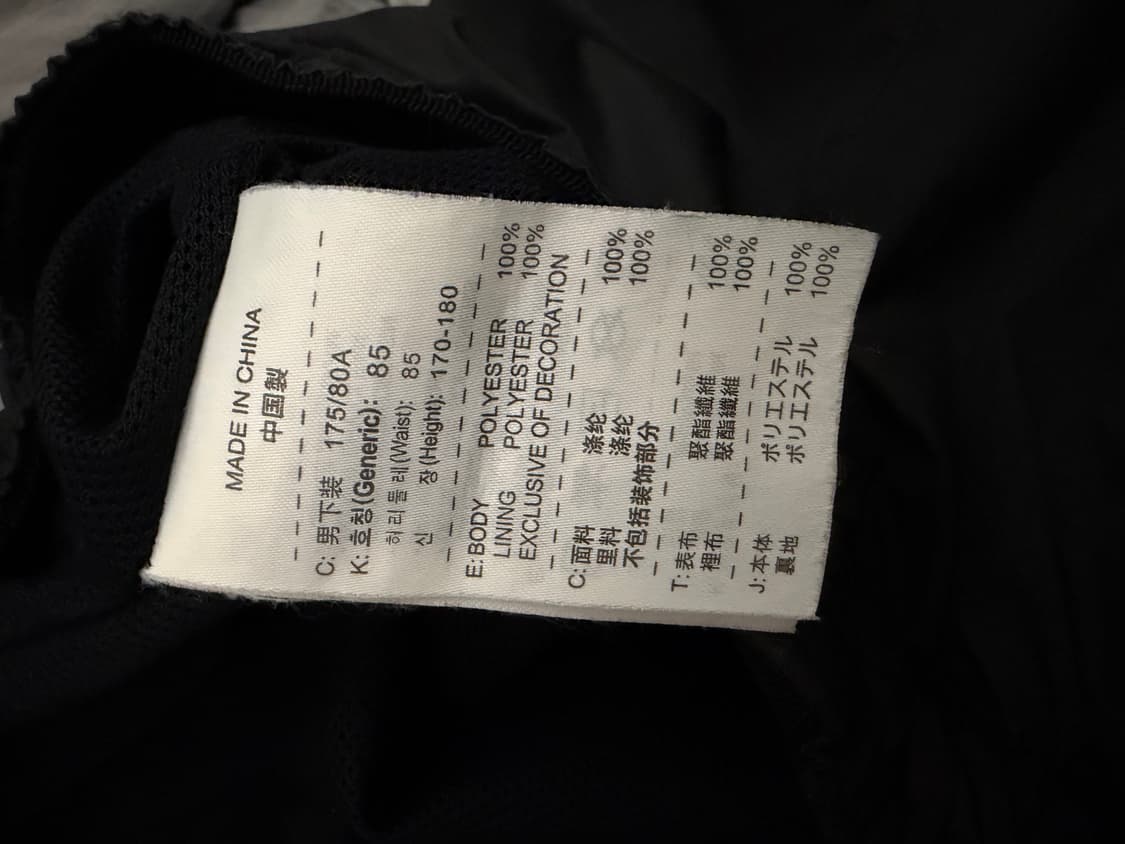 MADE IN CHINA
中国製
C: 男下装 175/80A
K: 호칭(Generic): 85
허리둘레(Waist): 85
신 장(Height): 170-180
E: BODY POLYESTER 100%
LINING POLYESTER 100%
EXCLUSIVE OF DECORATION
C: 面料 涤纶 100%
里料 涤纶 100%
不包括装饰部分
T: 表布 聚酯纖維 100%
裡布 聚酯纖維 100%
J: 本体 ポリエステル 100%
裏地 ポリエステル 100%